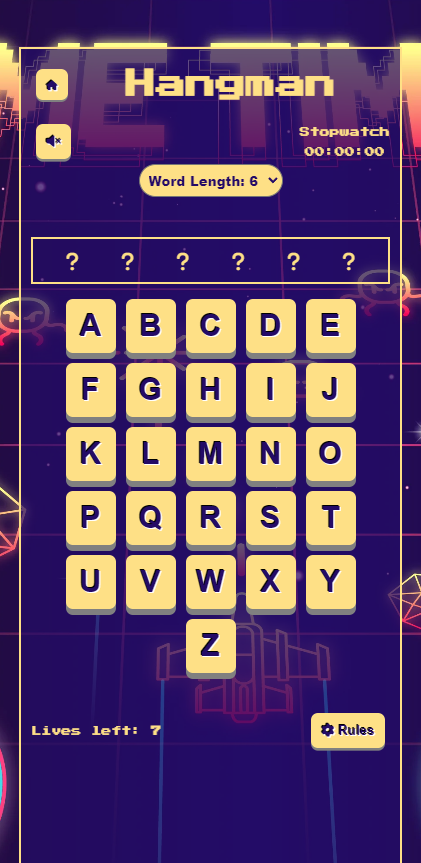 Hangman
Stopwatch
00:00:00
Word Length: 6
? ? ? ? ? ?
A B C D E
F G H I J
K L M N O
P Q R S T
U V W X Y
Z
Lives left: 7
Rules